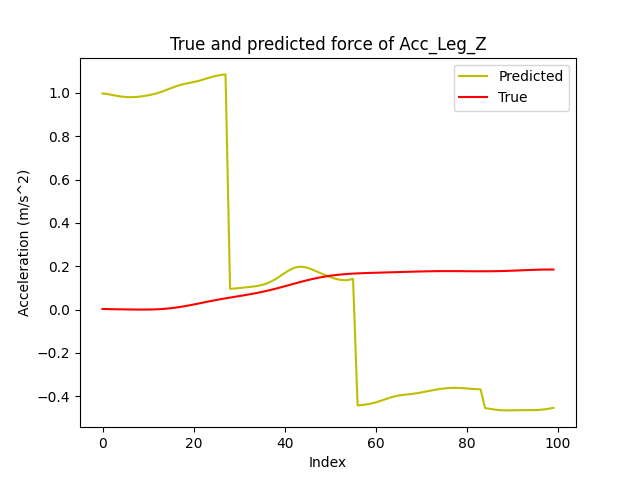 True and predicted force of Acc_Leg_Z
Predicted
True
1.0
0.8
0.6
0.4
0.2
0.0
−0.2
−0.4
Acceleration (m/s^2)
0 20 40 60 80 100
Index